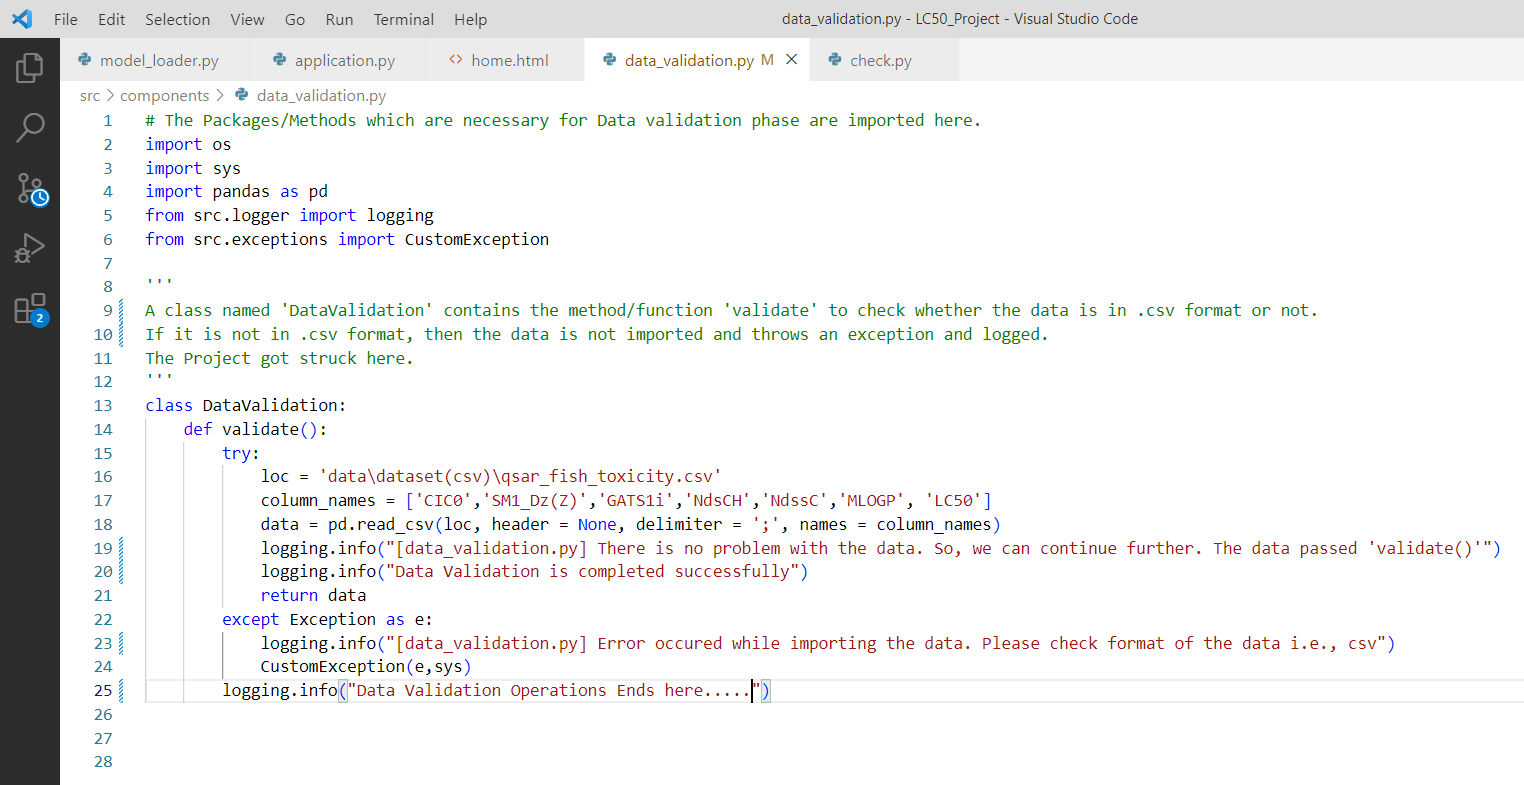 File Edit Selection View Go Run Terminal Help data_validation.py - LC50_Project - Visual Studio Code
model_loader.py application.py <> home.html data_validation.py M × check.py
src > components > data_validation.py
1 # The Packages/Methods which are necessary for Data validation phase are imported here.
2 import os
3 import sys
4 import pandas as pd
5 from src.logger import logging
6 from src.exceptions import CustomException
7
8 '''
9 A class named 'DataValidation' contains the method/function 'validate' to check whether the data is in .csv format or not.
10 If it is not in .csv format, then the data is not imported and throws an exception and logged.
11 The Project got struck here.
12 '''
13 class DataValidation:
14     def validate():
15         try:
16             loc = 'data\dataset(csv)\qsar_fish_toxicity.csv'
17             column_names = ['CIC0','SM1_Dz(Z)','GATS1i','NdsCH','NdssC','MLOGP', 'LC50']
18             data = pd.read_csv(loc, header = None, delimiter = ';', names = column_names)
19             logging.info("[data_validation.py] There is no problem with the data. So, we can continue further. The data passed 'validate()'")
20             logging.info("Data Validation is completed successfully")
21             return data
22         except Exception as e:
23             logging.info("[data_validation.py] Error occured while importing the data. Please check format of the data i.e., csv")
24             CustomException(e,sys)
25         logging.info("Data Validation Operations Ends here.....")
26
27
28
2